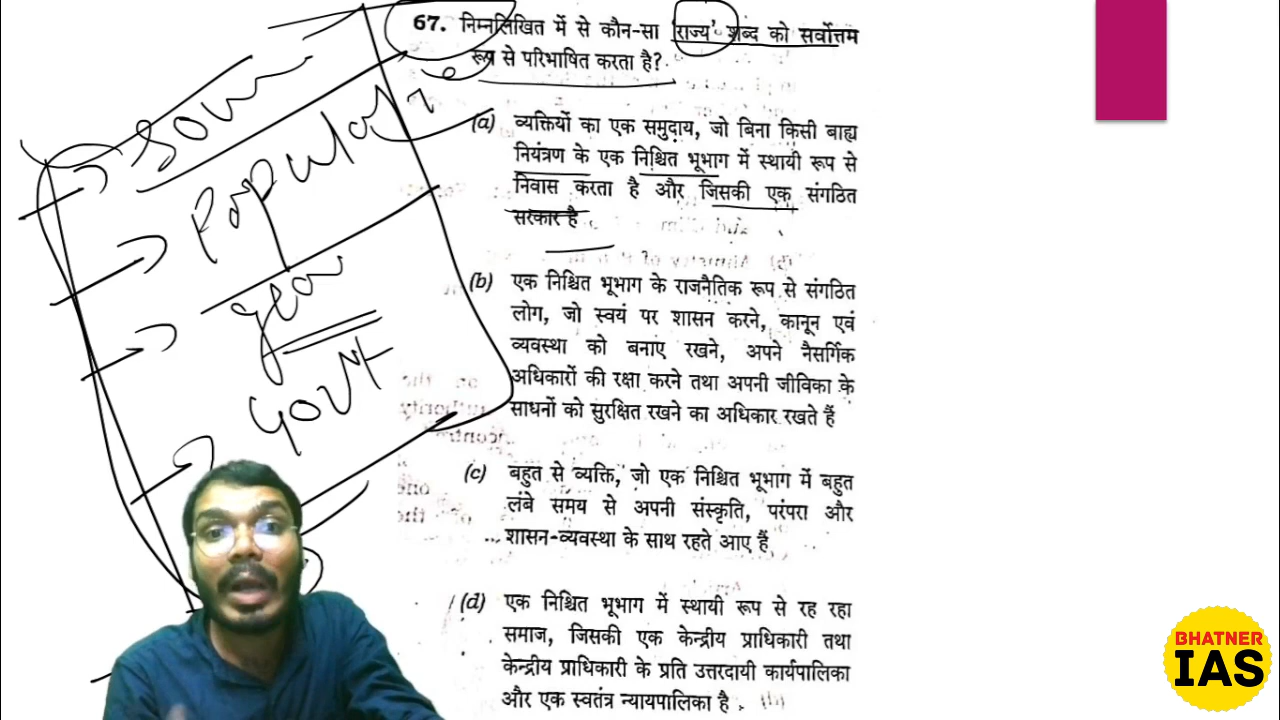 67. निम्नलिखित में से कौन-सा 'राज्य' शब्द को सर्वोत्तम
रूप से परिभाषित करता है?
(a) व्यक्तियों का एक समुदाय, जो बिना किसी बाह्य
नियंत्रण के एक निश्चित भूभाग में स्थायी रूप से
निवास करता है और जिसकी एक संगठित
सरकार है
(b) एक निश्चित भूभाग के राजनैतिक रूप से संगठित
लोग, जो स्वयं पर शासन करने, कानून एवं
व्यवस्था को बनाए रखने, अपने नैसर्गिक
अधिकारों की रक्षा करने तथा अपनी जीविका के
साधनों को सुरक्षित रखने का अधिकार रखते हैं
(c) बहुत से व्यक्ति, जो एक निश्चित भूभाग में बहुत
लंबे समय से अपनी संस्कृति, परंपरा और
शासन-व्यवस्था के साथ रहते आए हैं
(d) एक निश्चित भूभाग में स्थायी रूप से रह रहा
समाज, जिसकी एक केन्द्रीय प्राधिकारी तथा
केन्द्रीय प्राधिकारी के प्रति उत्तरदायी कार्यपालिका
और एक स्वतंत्र न्यायपालिका है
Govt
BHATNER
IAS